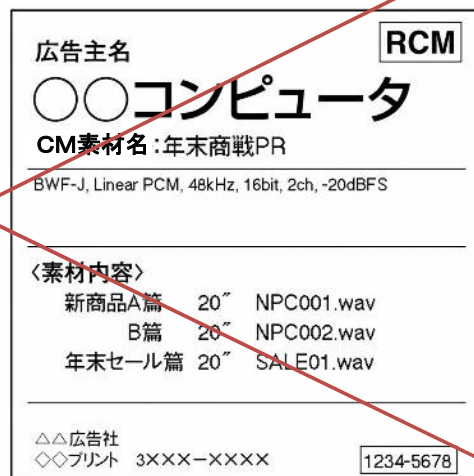 RCM
広告主名
○○コンピュータ
CM素材名:年末商戦PR
BWF-J, Linear PCM, 48kHz, 16bit, 2ch, -20dBFS
〈素材内容〉
新商品A篇 20″ NPC001.wav
B篇 20″ NPC002.wav
年末セール篇 20″ SALE01.wav
△△広告社
◇◇プリント 3×××-××××
1234-5678